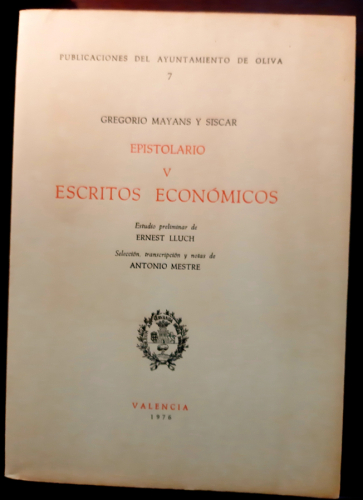 PUBLICACIONES DEL AYUNTAMIENTO DE OLIVA
7
GREGORIO MAYANS Y SISCAR
EPISTOLARIO
V
ESCRITOS ECONÓMICOS
Estudio preliminar de
ERNEST LLUCH
Selección, transcripción y notas de
ANTONIO MESTRE
VALENCIA
1976